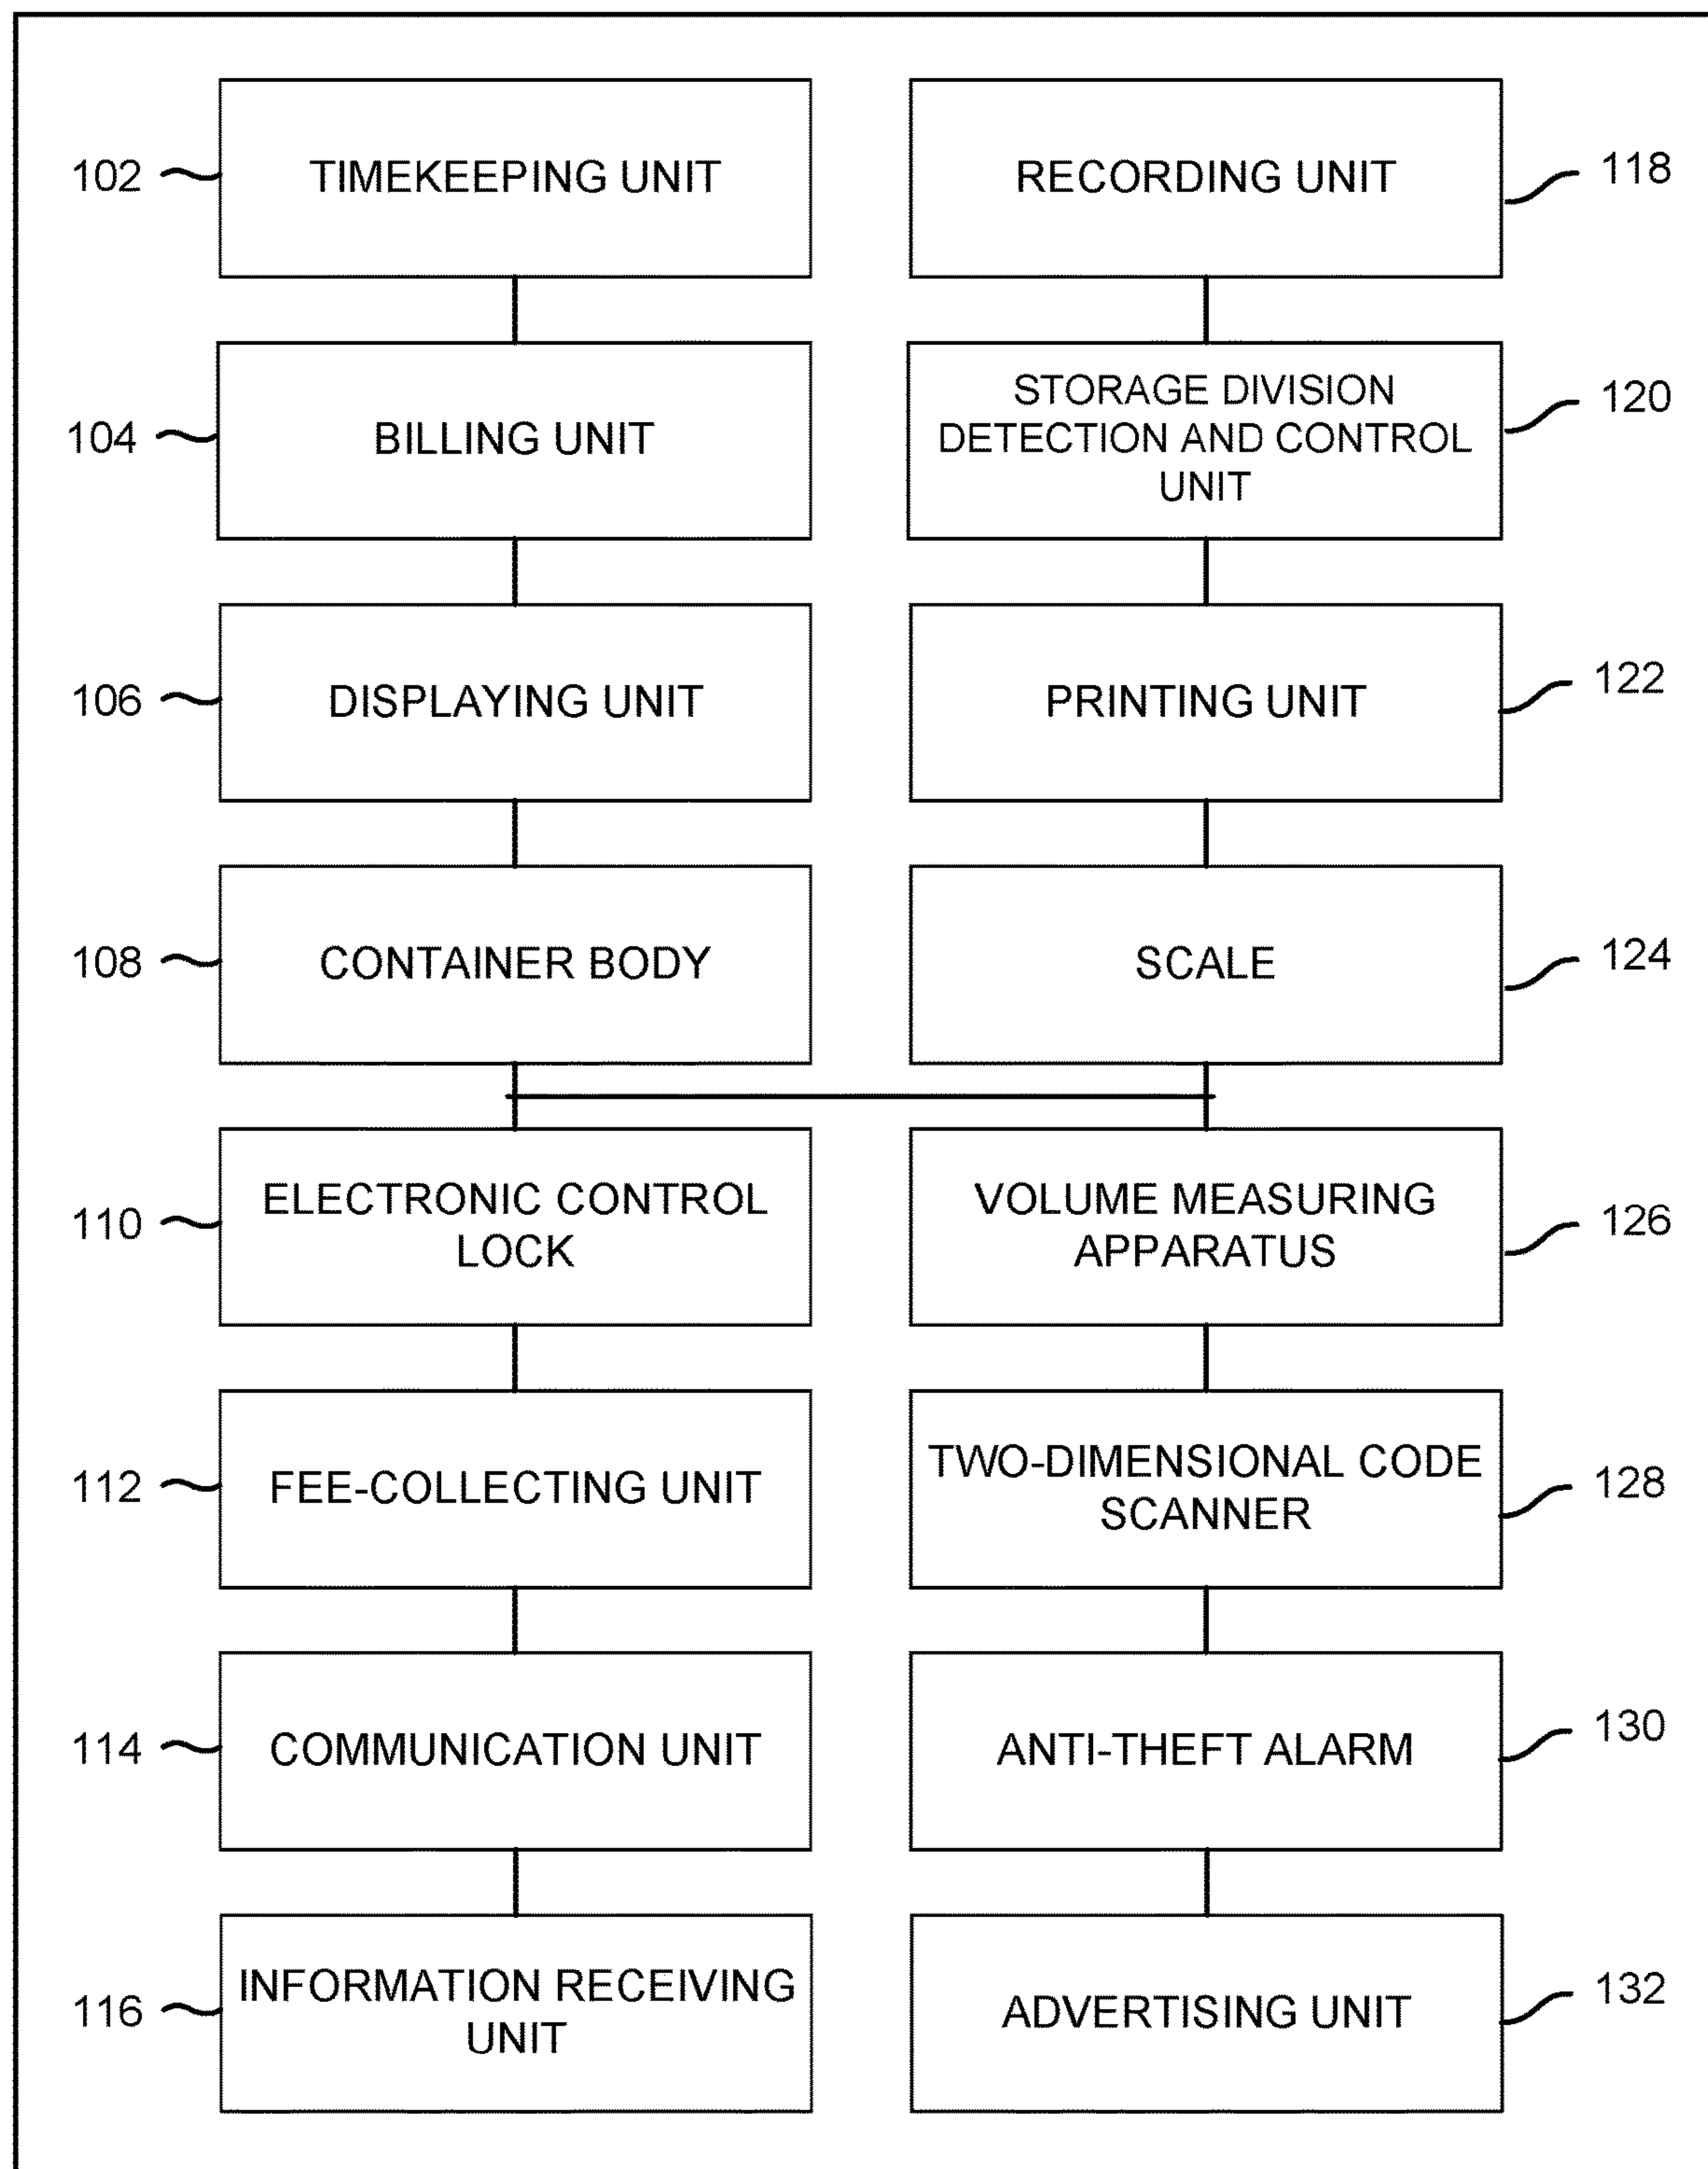 102
TIMEKEEPING UNIT
104
BILLING UNIT
106
DISPLAYING UNIT
108
CONTAINER BODY
110
ELECTRONIC CONTROL
LOCK
112
FEE-COLLECTING UNIT
114
COMMUNICATION UNIT
116
INFORMATION RECEIVING
UNIT
RECORDING UNIT
118
STORAGE DIVISION
DETECTION AND CONTROL
UNIT
120
PRINTING UNIT
122
SCALE
124
VOLUME MEASURING
APPARATUS
126
TWO-DIMENSIONAL CODE
SCANNER
128
ANTI-THEFT ALARM
130
ADVERTISING UNIT
132